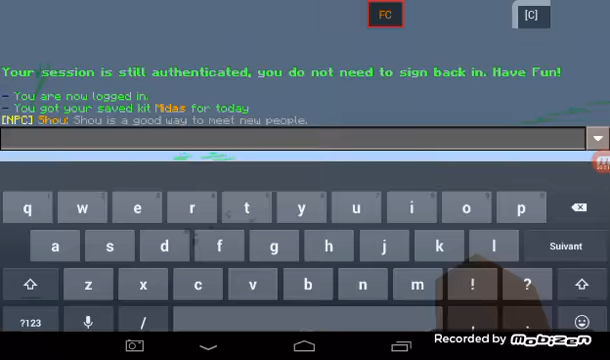 FC
[C]
Your session is still authenticated, you do not need to sign back in. Have Fun!
- You are now logged in.
- You got your saved kit Midas for today
[NPC] Shou: Shou is a good way to meet new people.
q w e r t y u i o p
a s d f g h j k l Suivant
z x c v b n m ! ?
?123 / , .
Recorded by Mobizen